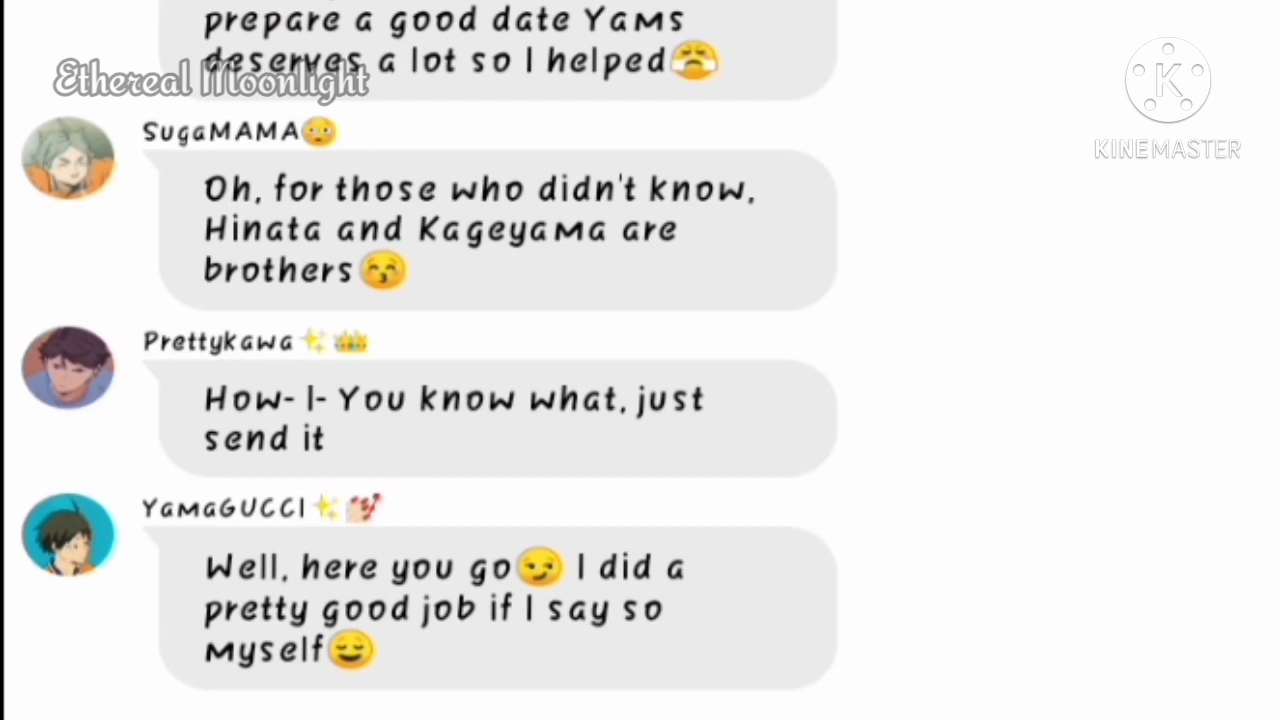 prepare a good date Yams
deserves a lot so I helped😤
Ethereal Moonlight
K
KINEMASTER
SugaMAMA😳
Oh, for those who didn't know,
Hinata and Kageyama are
brothers😚
Prettykawa✨👑
How- I- You know what, just
send it
YamaGUCCI✨💅
Well, here you go😏 I did a
pretty good job if I say so
myself😌